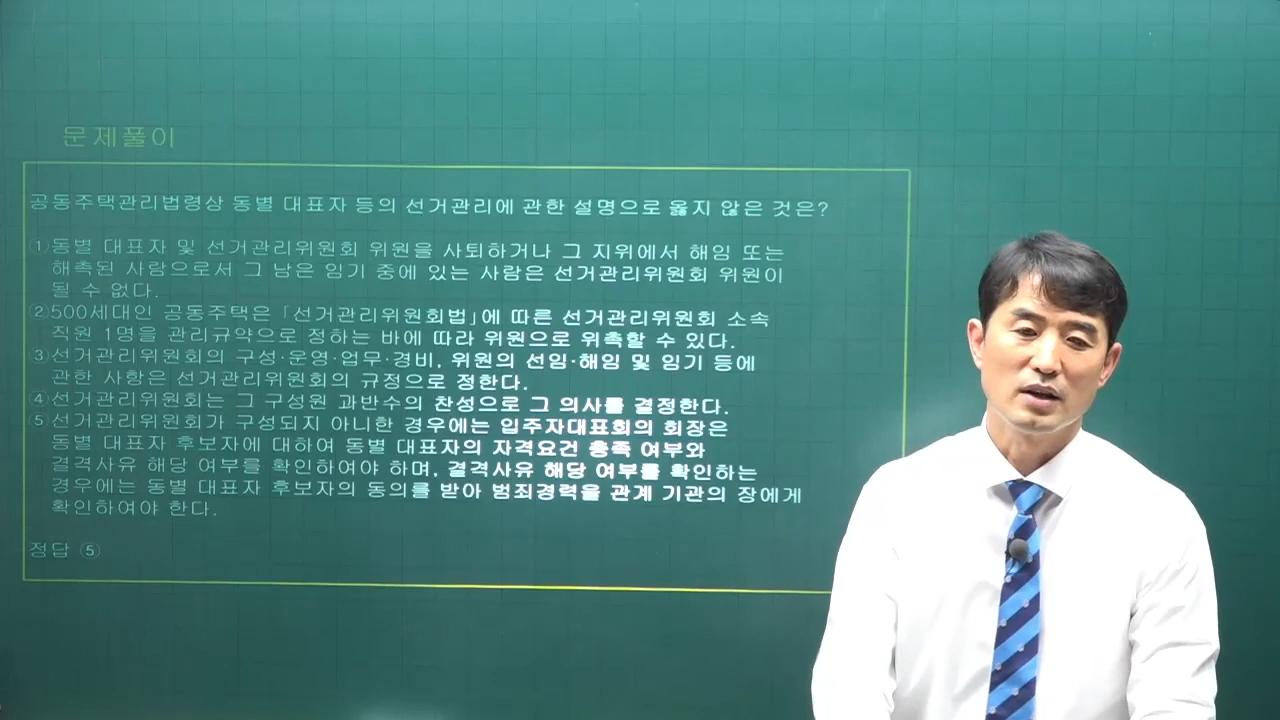 문제풀이
공동주택관리법령상 동별 대표자 등의 선거관리에 관한 설명으로 옳지 않은 것은?
①동별 대표자 및 선거관리위원회 위원을 사퇴하거나 그 지위에서 해임 또는
해촉된 사람으로서 그 남은 임기 중에 있는 사람은 선거관리위원회 위원이
될 수 없다.
②500세대인 공동주택은 「선거관리위원회법」에 따른 선거관리위원회 소속
직원 1명을 관리규약으로 정하는 바에 따라 위원으로 위촉할 수 있다.
③선거관리위원회의 구성·운영·업무·경비, 위원의 선임·해임 및 임기 등에
관한 사항은 선거관리위원회의 규정으로 정한다.
④선거관리위원회는 그 구성원 과반수의 찬성으로 그 의사를 결정한다.
⑤선거관리위원회가 구성되지 아니한 경우에는 입주자대표회의 회장은
동별 대표자 후보자에 대하여 동별 대표자의 자격요건 충족 여부와
결격사유 해당 여부를 확인하여야 하며, 결격사유 해당 여부를 확인하는
경우에는 동별 대표자 후보자의 동의를 받아 범죄경력을 관계 기관의 장에게
확인하여야 한다.
정답 ⑤